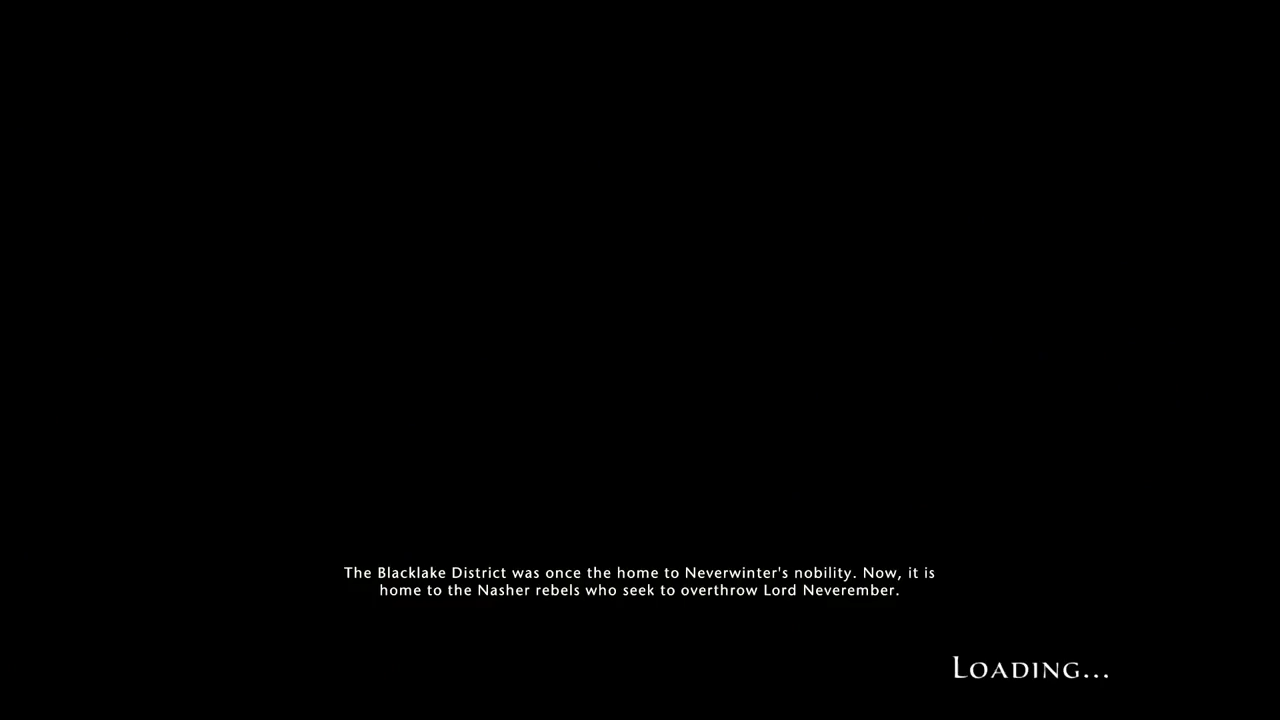 The Blacklake District was once the home to Neverwinter's nobility. Now, it is
home to the Nasher rebels who seek to overthrow Lord Neverember.
Loading...